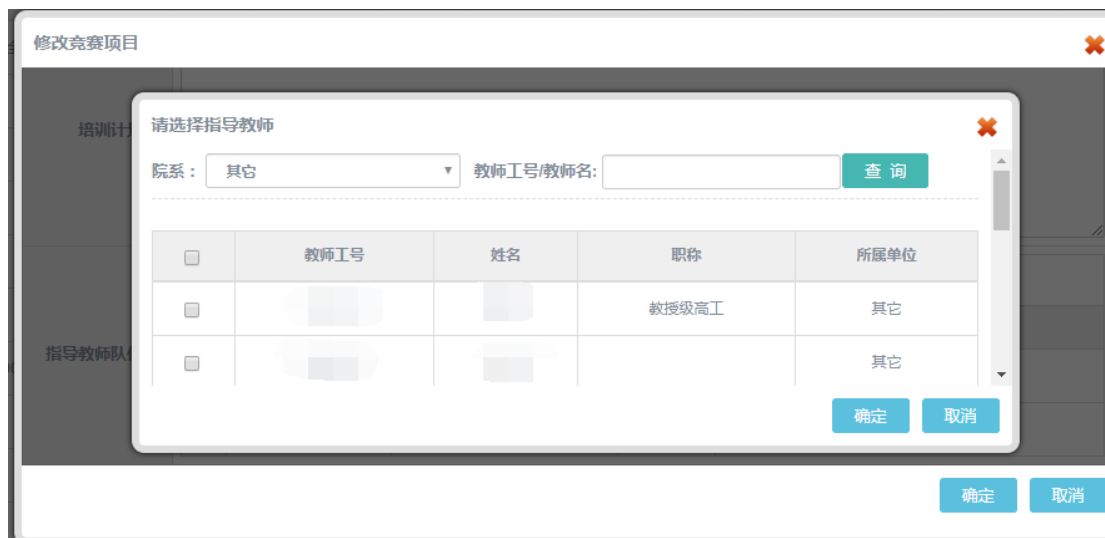 修改竞赛项目
培训计
请选择指导教师
院系： 其它 教师工号/教师名: 查 询
教师工号 姓名 职称 所属单位
教授级高工 其它
指导教师队
其它
确定 取消
确定 取消